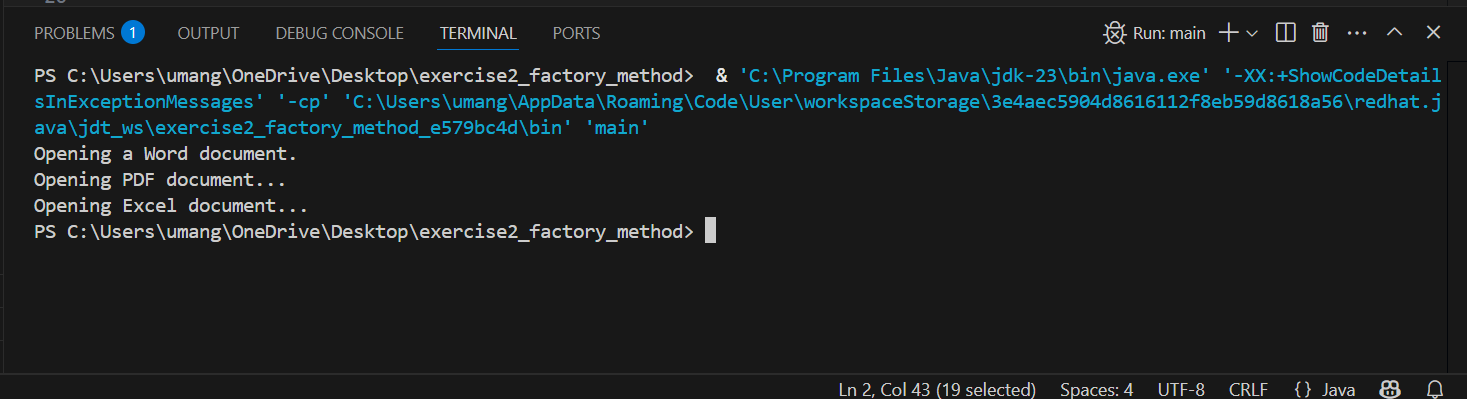 PROBLEMS 1 OUTPUT DEBUG CONSOLE TERMINAL PORTS Run: main
PS C:\Users\umang\OneDrive\Desktop\exercise2_factory_method>  & 'C:\Program Files\Java\jdk-23\bin\java.exe' '-XX:+ShowCodeDetail
sInExceptionMessages' '-cp' 'C:\Users\umang\AppData\Roaming\Code\User\workspaceStorage\3e4aec5904d8616112f8eb59d8618a56\redhat.j
ava\jdt_ws\exercise2_factory_method_e579bc4d\bin' 'main'
Opening a Word document.
Opening PDF document...
Opening Excel document...
PS C:\Users\umang\OneDrive\Desktop\exercise2_factory_method>
Ln 2, Col 43 (19 selected) Spaces: 4 UTF-8 CRLF {} Java